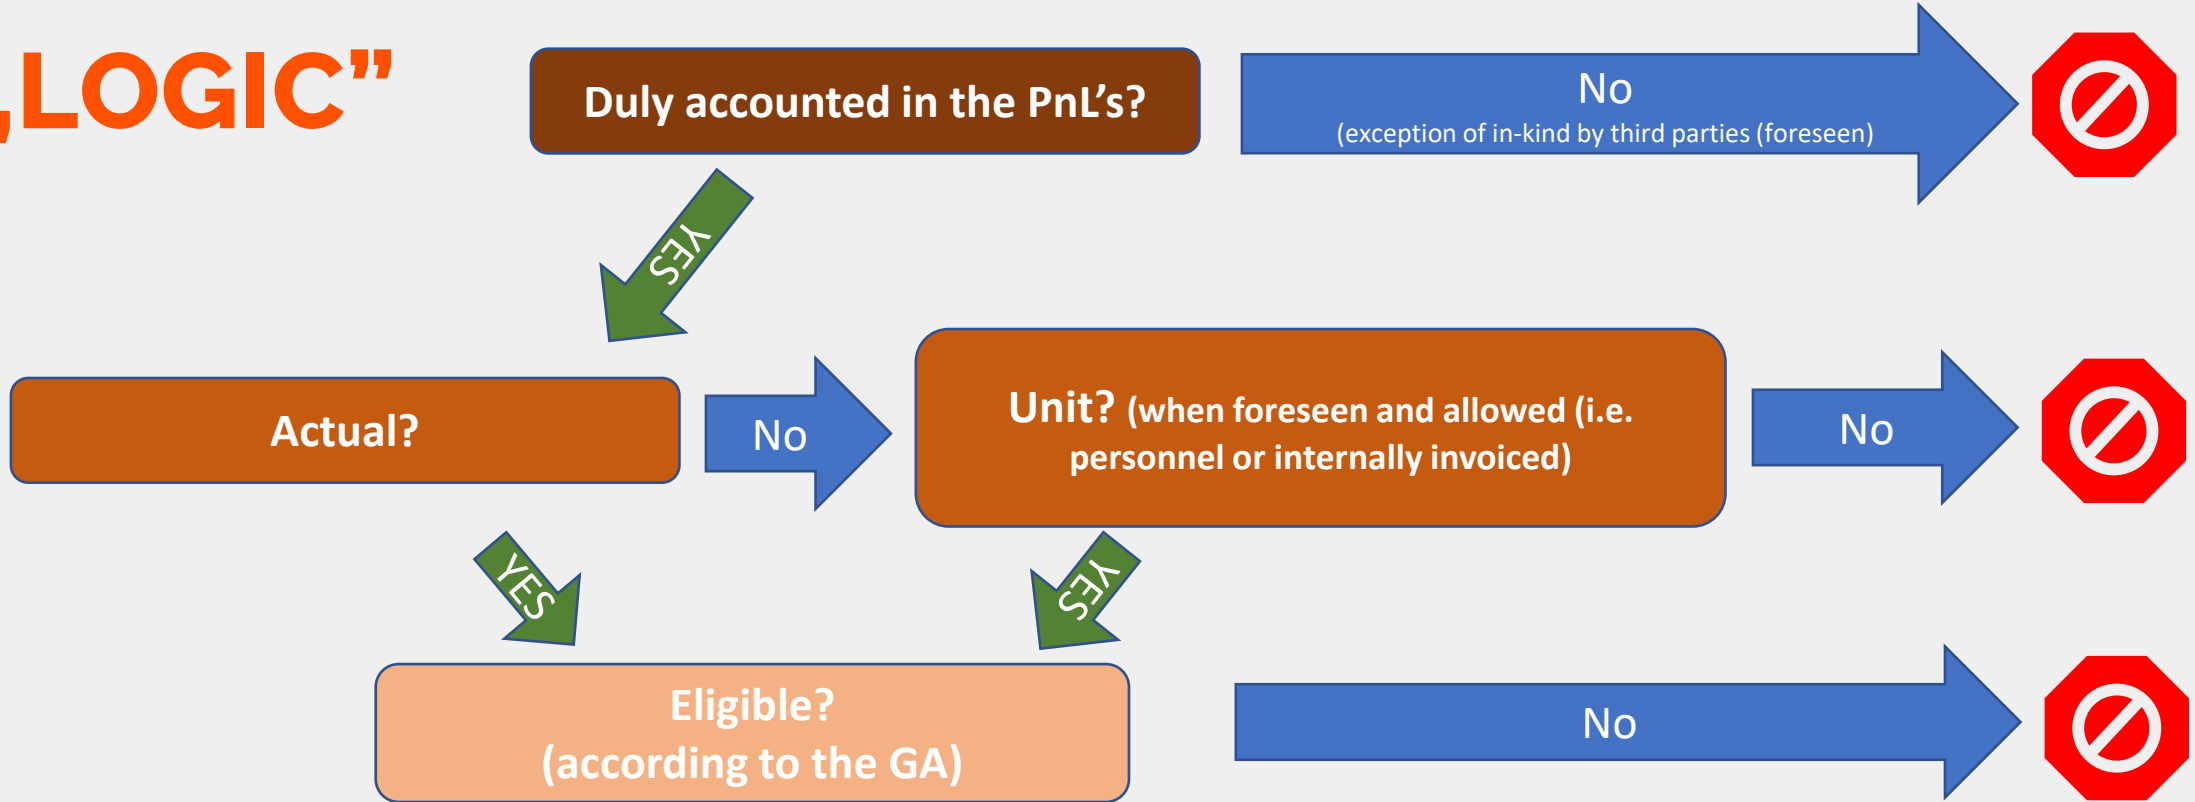 „LOGIC”
Duly accounted in the PnL’s?
No
(exception of in-kind by third parties (foreseen)
YES
Actual?
No
Unit? (when foreseen and allowed (i.e.
personnel or internally invoiced)
No
YES
YES
Eligible?
(according to the GA)
No